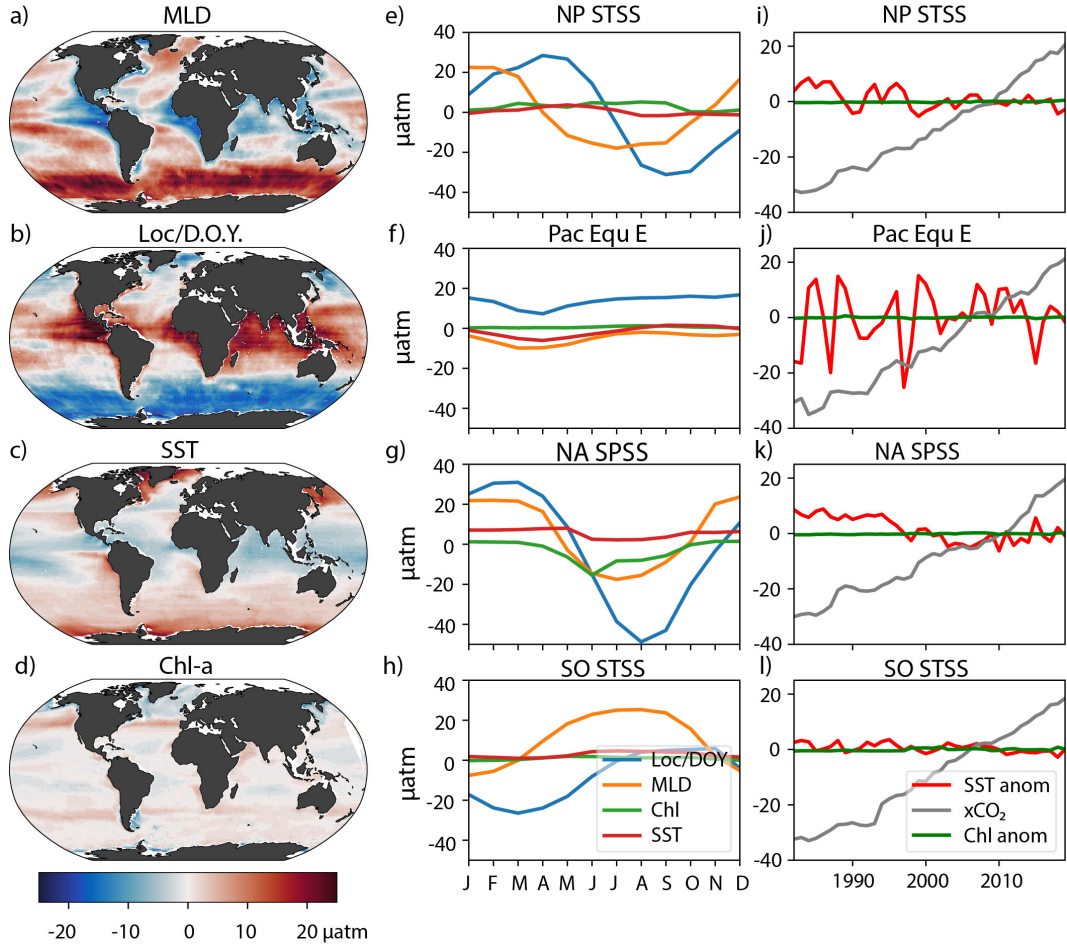 a) MLD
b) Loc/D.O.Y.
c) SST
d) Chl-a
-20 -10 0 10 20 µatm
e) NP STSS
µatm
40
20
0
-20
-40
f) Pac Equ E
µatm
40
20
0
-20
-40
g) NA SPSS
µatm
40
20
0
-20
-40
h) SO STSS
µatm
40
20
0
-20
-40
Loc/DOY
MLD
Chl
SST
J F M A M J J A S O N D
i) NP STSS
20
0
-20
-40
j) Pac Equ E
20
0
-20
-40
k) NA SPSS
20
0
-20
-40
l) SO STSS
20
0
-20
-40
SST anom
xCO₂
Chl anom
1990 2000 2010